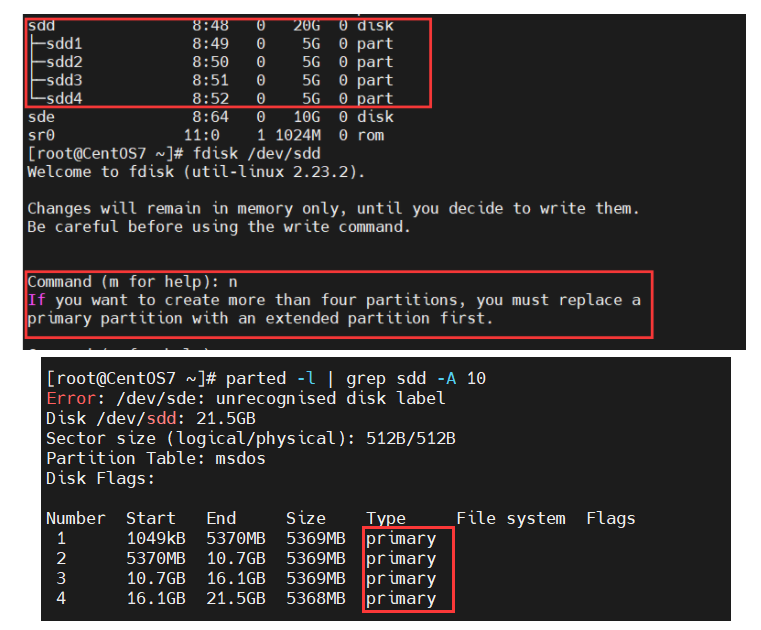 sdd 8:48 0 20G 0 disk
├─sdd1 8:49 0 5G 0 part
├─sdd2 8:50 0 5G 0 part
├─sdd3 8:51 0 5G 0 part
└─sdd4 8:52 0 5G 0 part
sde 8:64 0 10G 0 disk
sr0 11:0 1 1024M 0 rom
[root@CentOS7 ~]# fdisk /dev/sdd
Welcome to fdisk (util-linux 2.23.2).
Changes will remain in memory only, until you decide to write them.
Be careful before using the write command.
Command (m for help): n
If you want to create more than four partitions, you must replace a
primary partition with an extended partition first.
[root@CentOS7 ~]# parted -l | grep sdd -A 10
Error: /dev/sde: unrecognised disk label
Disk /dev/sdd: 21.5GB
Sector size (logical/physical): 512B/512B
Partition Table: msdos
Disk Flags:
Number Start End Size Type File system Flags
1 1049kB 5370MB 5369MB primary
2 5370MB 10.7GB 5369MB primary
3 10.7GB 16.1GB 5369MB primary
4 16.1GB 21.5GB 5368MB primary